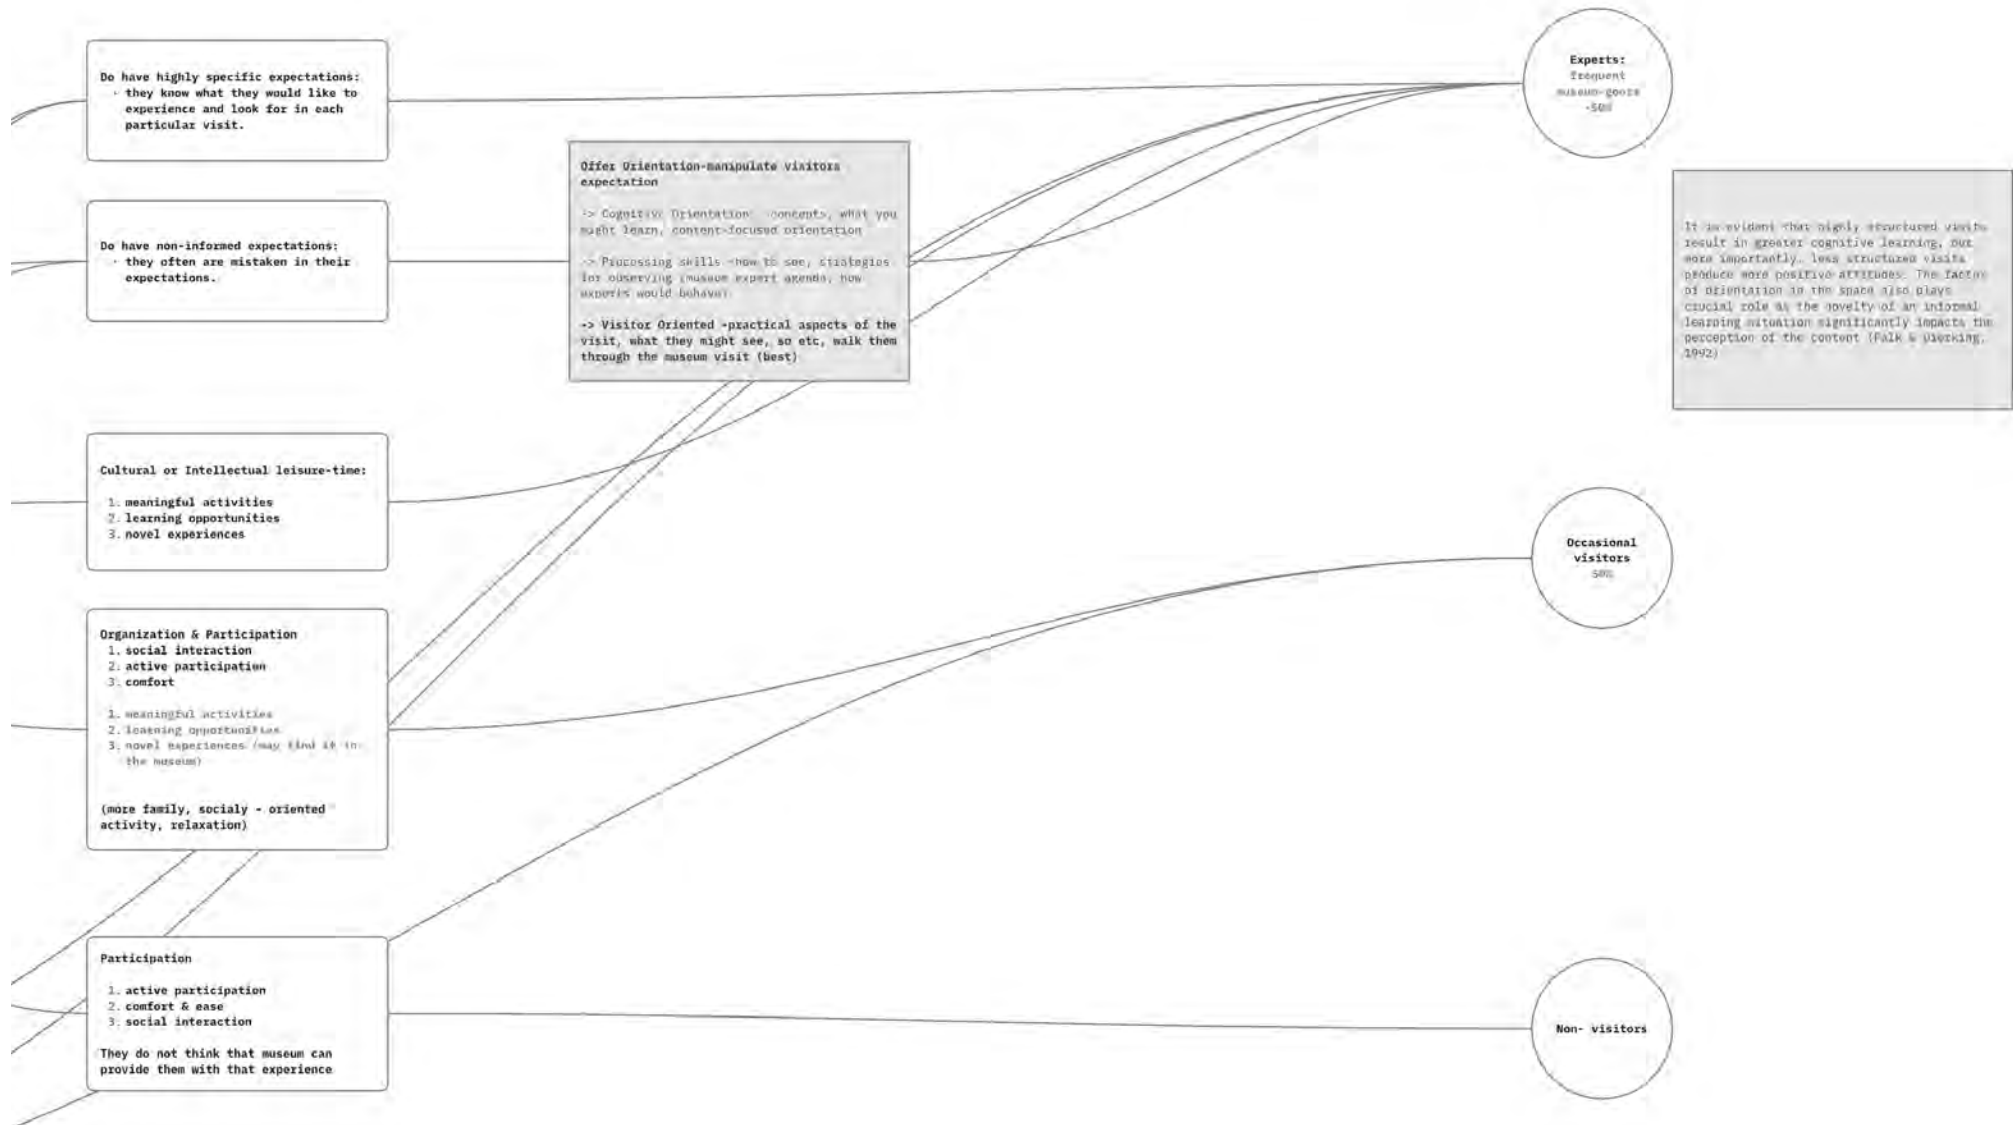 Do have highly specific expectations:
· they know what they would like to
experience and look for in each
particular visit.
Do have non-informed expectations:
· they often are mistaken in their
expectations.
Offer Orientation-manipulate visitors
expectation
-> Cognitive Orientation -concepts, what you
might learn, content-focused orientation
-> Processing skills -how to see, strategies
for observing (museum expert agenda, how
experts would behave)
-> Visitor Oriented -practical aspects of the
visit, what they might see, so etc, walk them
through the museum visit (best)
Cultural or Intellectual leisure-time:
1. meaningful activities
2. learning opportunities
3. novel experiences
Organization & Participation
1. social interaction
2. active participation
3. comfort
1. meaningful activities
2. learning opportunities
3. novel experiences (may find it in
the museum)
(more family, socialy - oriented
activity, relaxation)
Participation
1. active participation
2. comfort & ease
3. social interaction
They do not think that museum can
provide them with that experience
Experts:
frequent
museum-goers
-50%
It is evident that highly structured visits
result in greater cognitive learning, but
more importantly, less structured visits
produce more positive attitudes. The factor
of orientation in the space also plays
crucial role as the novelty of an informal
learning situation significantly impacts the
perception of the content (Falk & Dierking,
1992)
Occasional
visitors
50%
Non- visitors